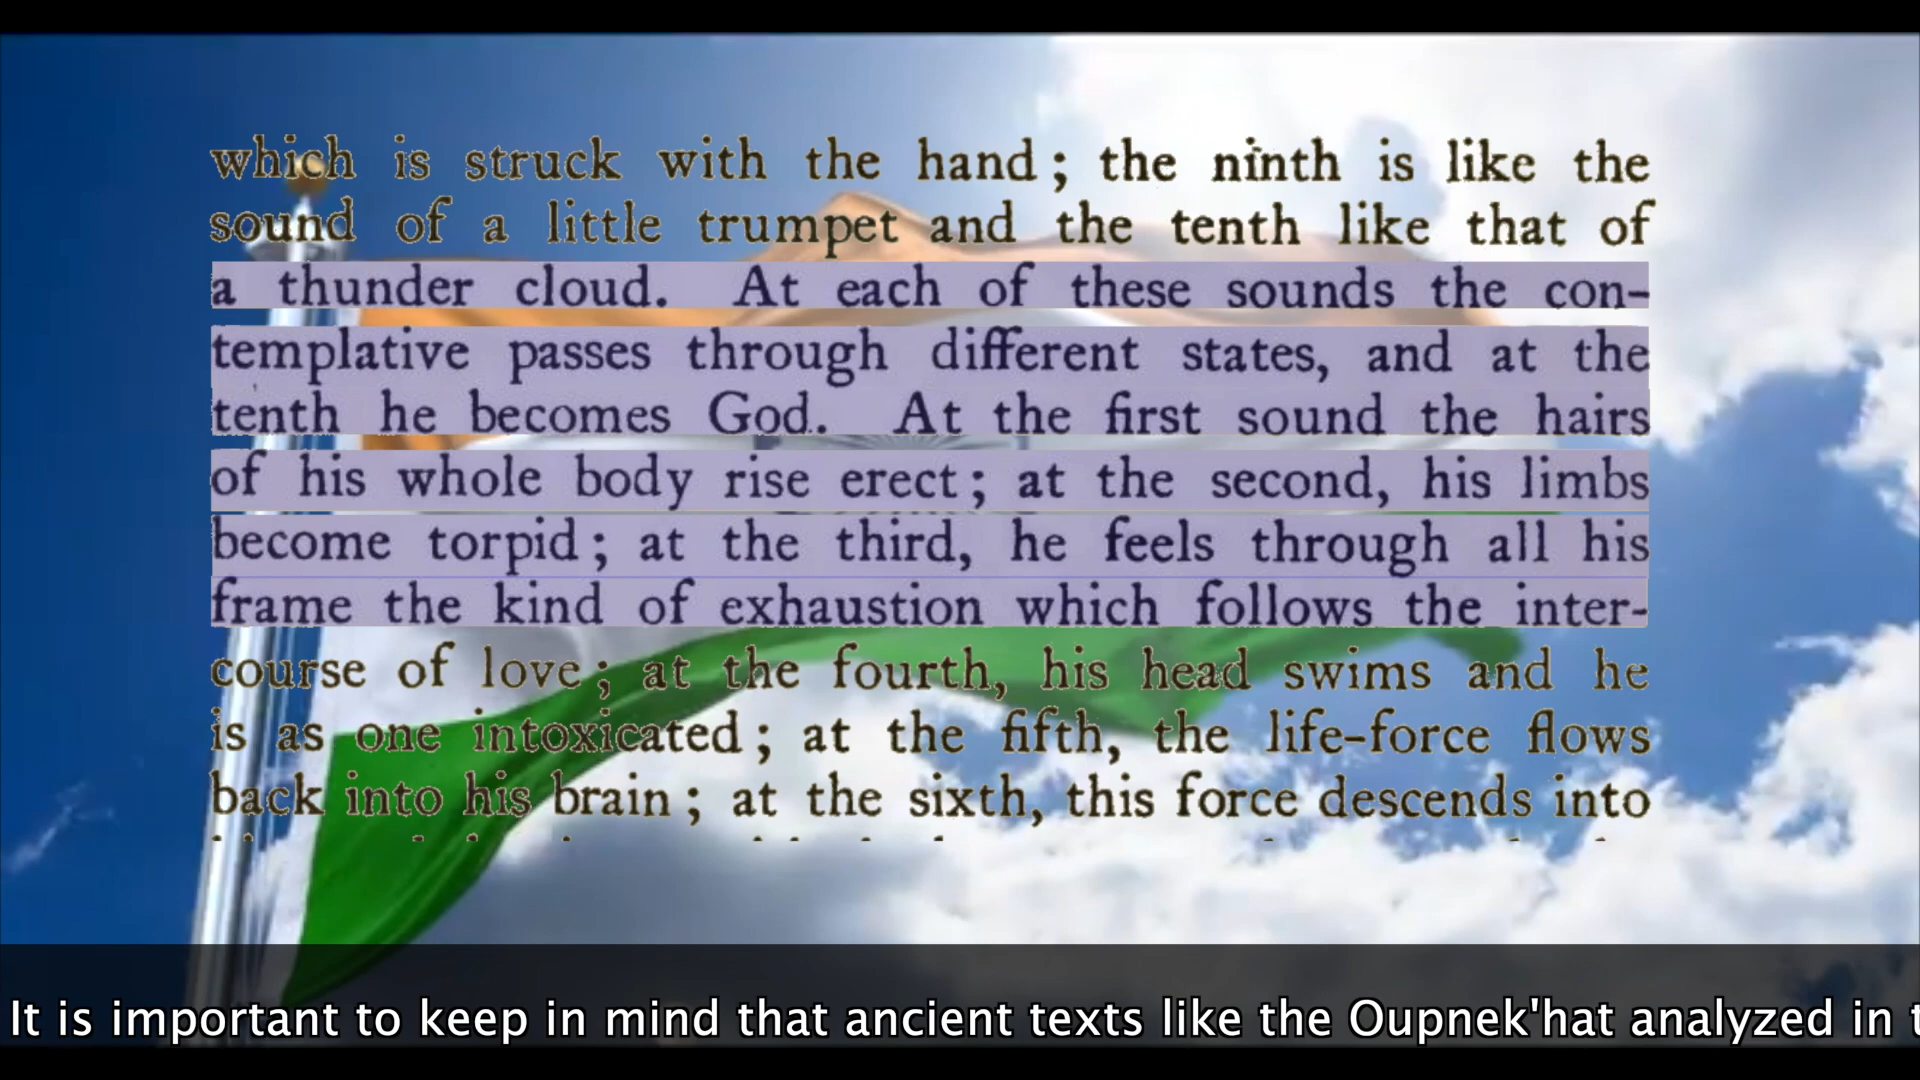 which is struck with the hand; the ninth is like the
sound of a little trumpet and the tenth like that of
a thunder cloud. At each of these sounds the con-
templative passes through different states, and at the
tenth he becomes God. At the first sound the hairs
of his whole body rise erect; at the second, his limbs
become torpid; at the third, he feels through all his
frame the kind of exhaustion which follows the inter-
course of love; at the fourth, his head swims and he
is as one intoxicated; at the fifth, the life-force flows
back into his brain; at the sixth, this force descends into
It is important to keep in mind that ancient texts like the Oupnek'hat analyzed in